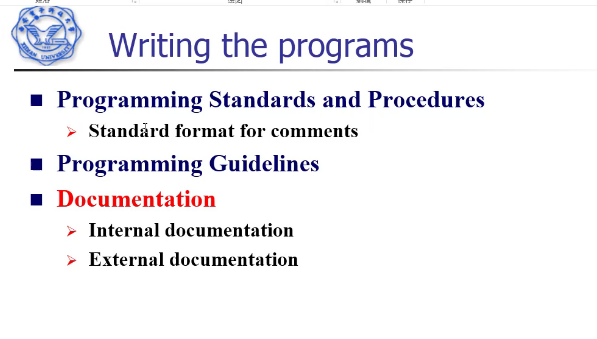 Writing the programs
Programming Standards and Procedures
Standard format for comments
Programming Guidelines
Documentation
Internal documentation
External documentation